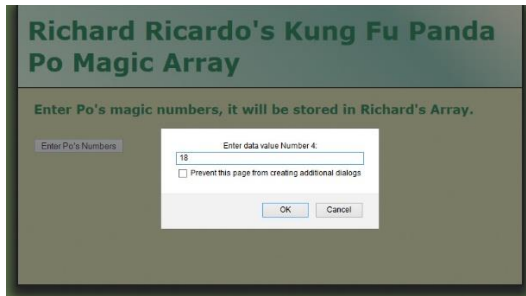 Richard Ricardo's Kung Fu Panda
Po Magic Array
Enter Po's magic numbers, it will be stored in Richard's Array.
Enter Po's Numbers
Enter data value Number 4:
18
Prevent this page from creating additional dialogs
OK Cancel